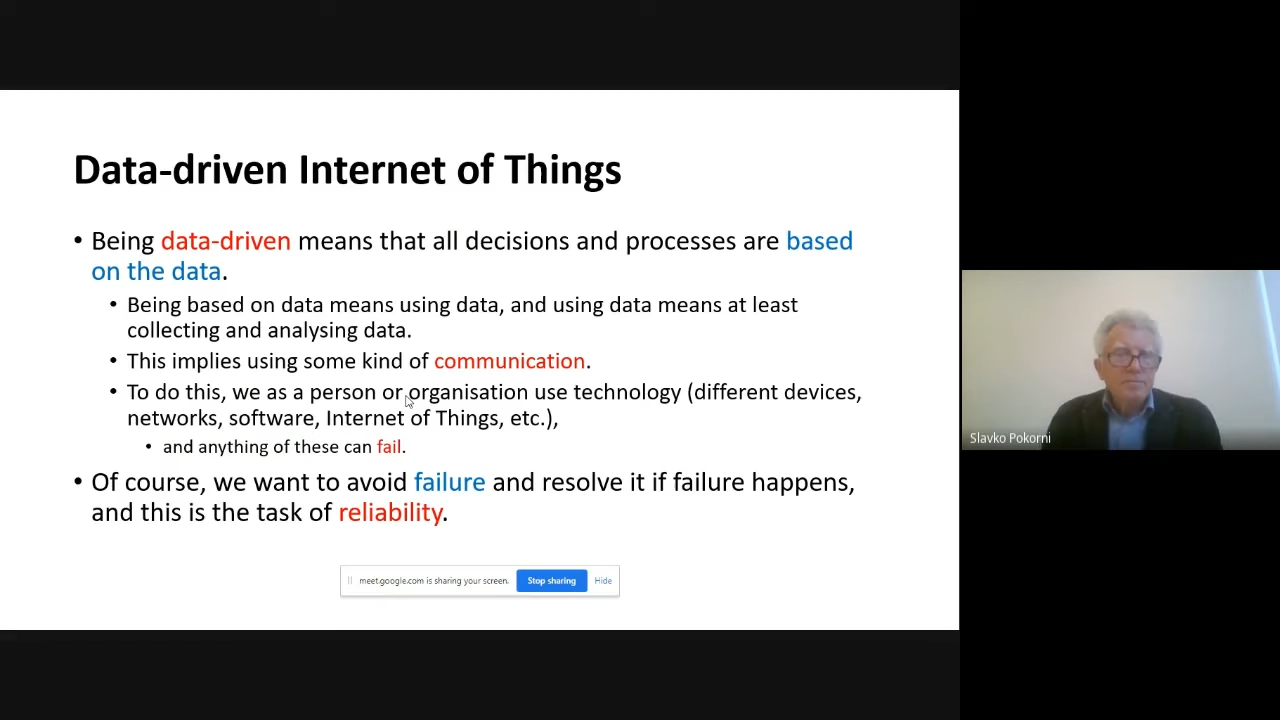 Data-driven Internet of Things
• Being data-driven means that all decisions and processes are based
on the data.
• Being based on data means using data, and using data means at least
collecting and analysing data.
• This implies using some kind of communication.
• To do this, we as a person or organisation use technology (different devices,
networks, software, Internet of Things, etc.),
• and anything of these can fail.
• Of course, we want to avoid failure and resolve it if failure happens,
and this is the task of reliability.
meet.google.com is sharing your screen. Stop sharing Hide
Slavko Pokorni